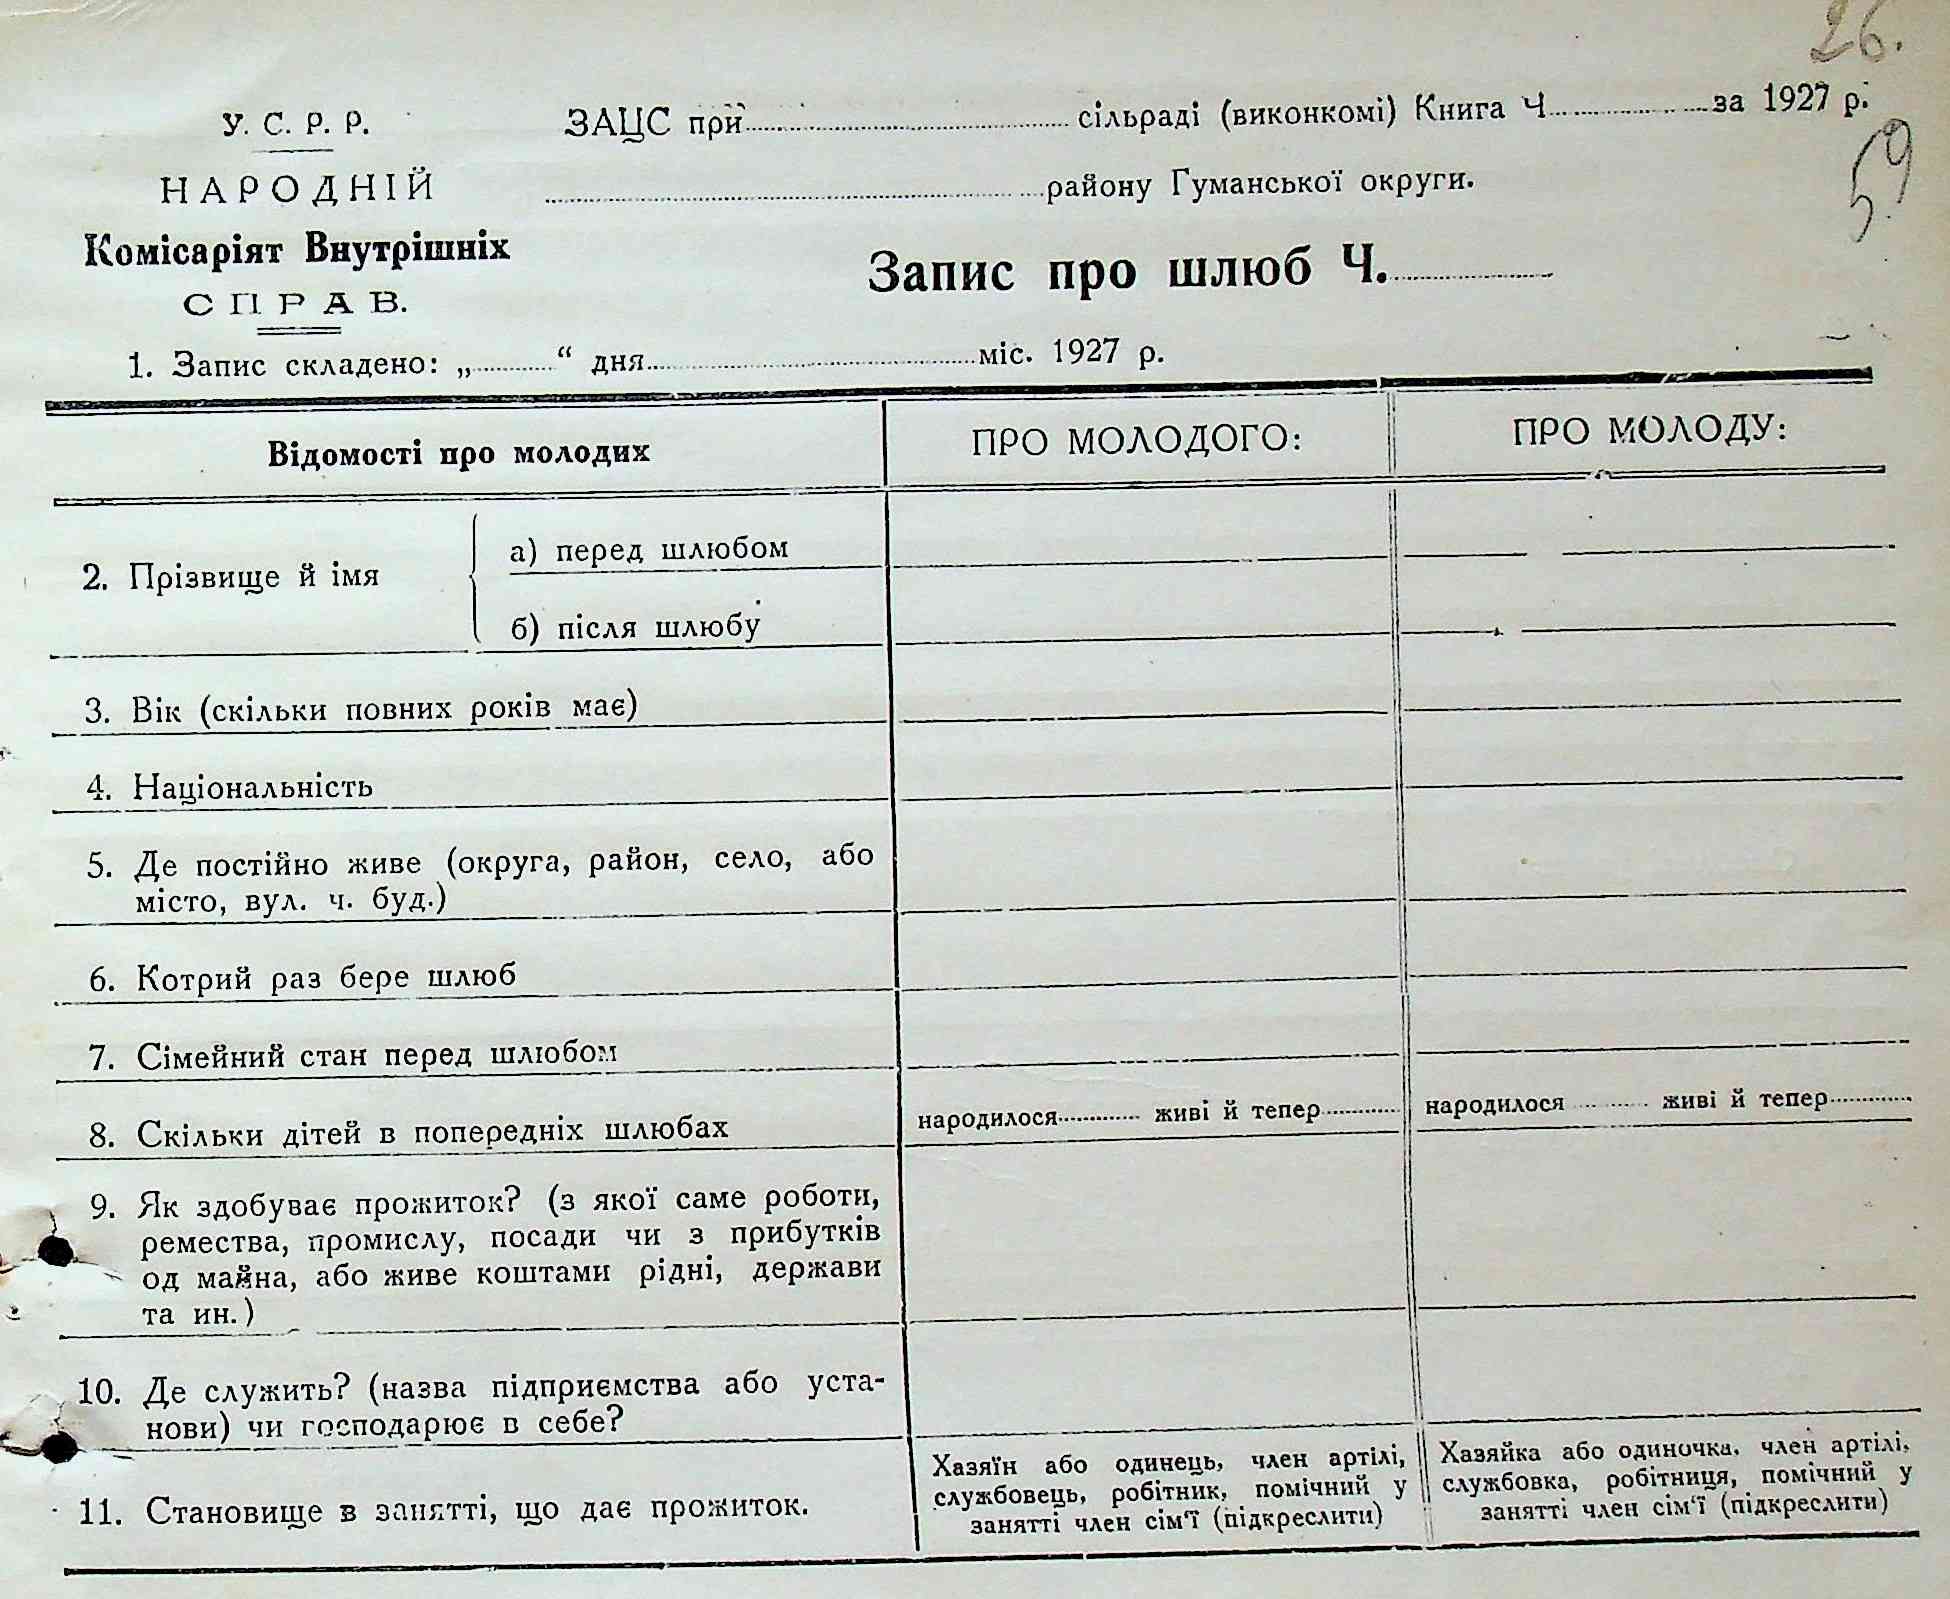 26.
У. С. Р. Р.
НАРОДНІЙ
Комісаріят Внутрішніх
СПРАВ.
ЗАЦС при сільраді (виконкомі) Книга Ч за 1927 р.
району Гуманської округи.
59
Запис про шлюб Ч.
1. Запис складено: „ “ дня міс. 1927 р.
Відомості про молодих
ПРО МОЛОДОГО:
ПРО МОЛОДУ:
2. Прізвище й імя
а) перед шлюбом
б) після шлюбу
3. Вік (скільки повних років має)
4. Національність
5. Де постійно живе (округа, район, село, або
місто, вул. ч. буд.)
6. Котрий раз бере шлюб
7. Сімейний стан перед шлюбом
8. Скільки дітей в попередніх шлюбах
народилося живі й тепер
народилося живі й тепер
9. Як здобуває прожиток? (з якої саме роботи,
ремества, промислу, посади чи з прибутків
од майна, або живе коштами рідні, держави
та ин.)
10. Де служить? (назва підприємства або уста-
нови) чи господарює в себе?
11. Становище в занятті, що дає прожиток.
Хазяїн або одинець, член артілі,
службовець, робітник, помічний у
занятті член сім'ї (підкреслити)
Хазяйка або одиночка, член артілі,
службовка, робітниця, помічний у
занятті член сім'ї (підкреслити)